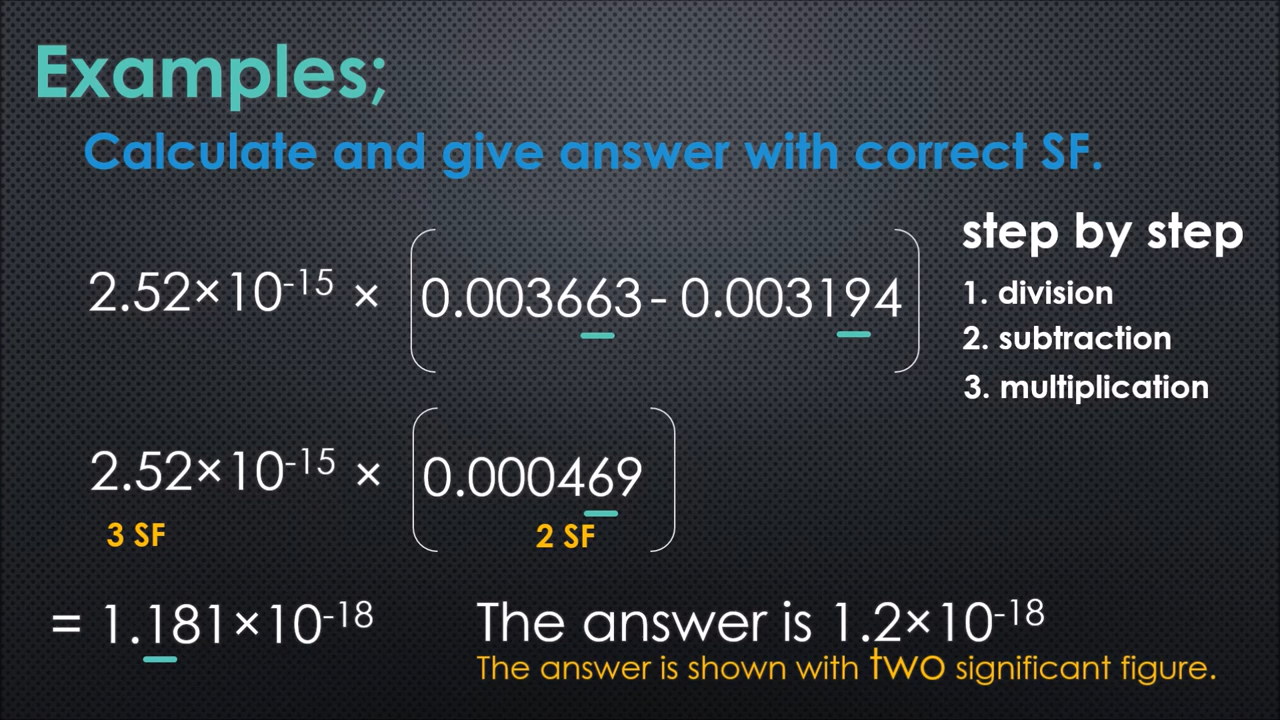 Examples;
Calculate and give answer with correct SF.
step by step
1. division
2. subtraction
3. multiplication
2.52×10⁻¹⁵ × (0.003663 - 0.003194)
2.52×10⁻¹⁵ × (0.000469)
3 SF
2 SF
= 1.181×10⁻¹⁸
The answer is 1.2×10⁻¹⁸
The answer is shown with two significant figure.